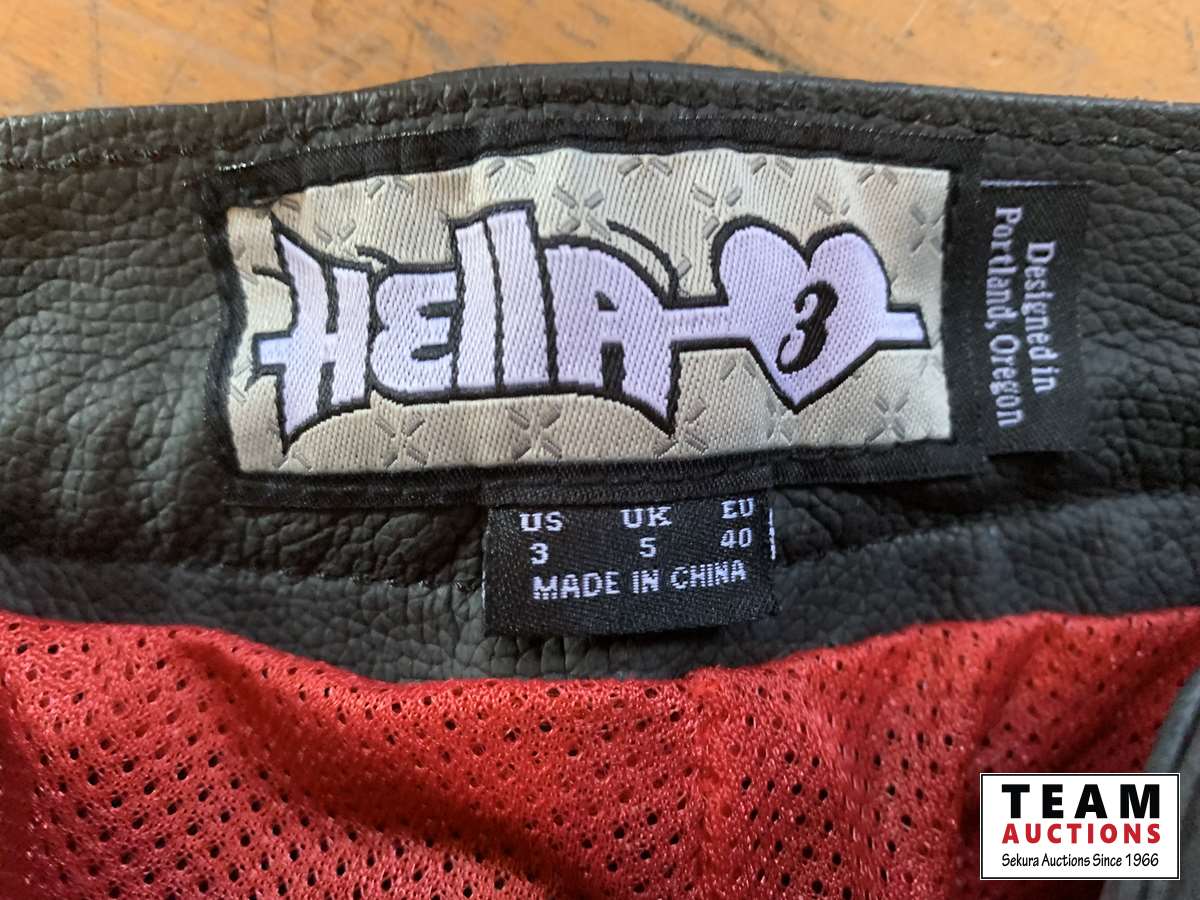 HELLA
3
Designed in
Portland, Oregon
US UK EU
3 5 40
MADE IN CHINA
TEAM
AUCTIONS
Sekura Auctions Since 1966